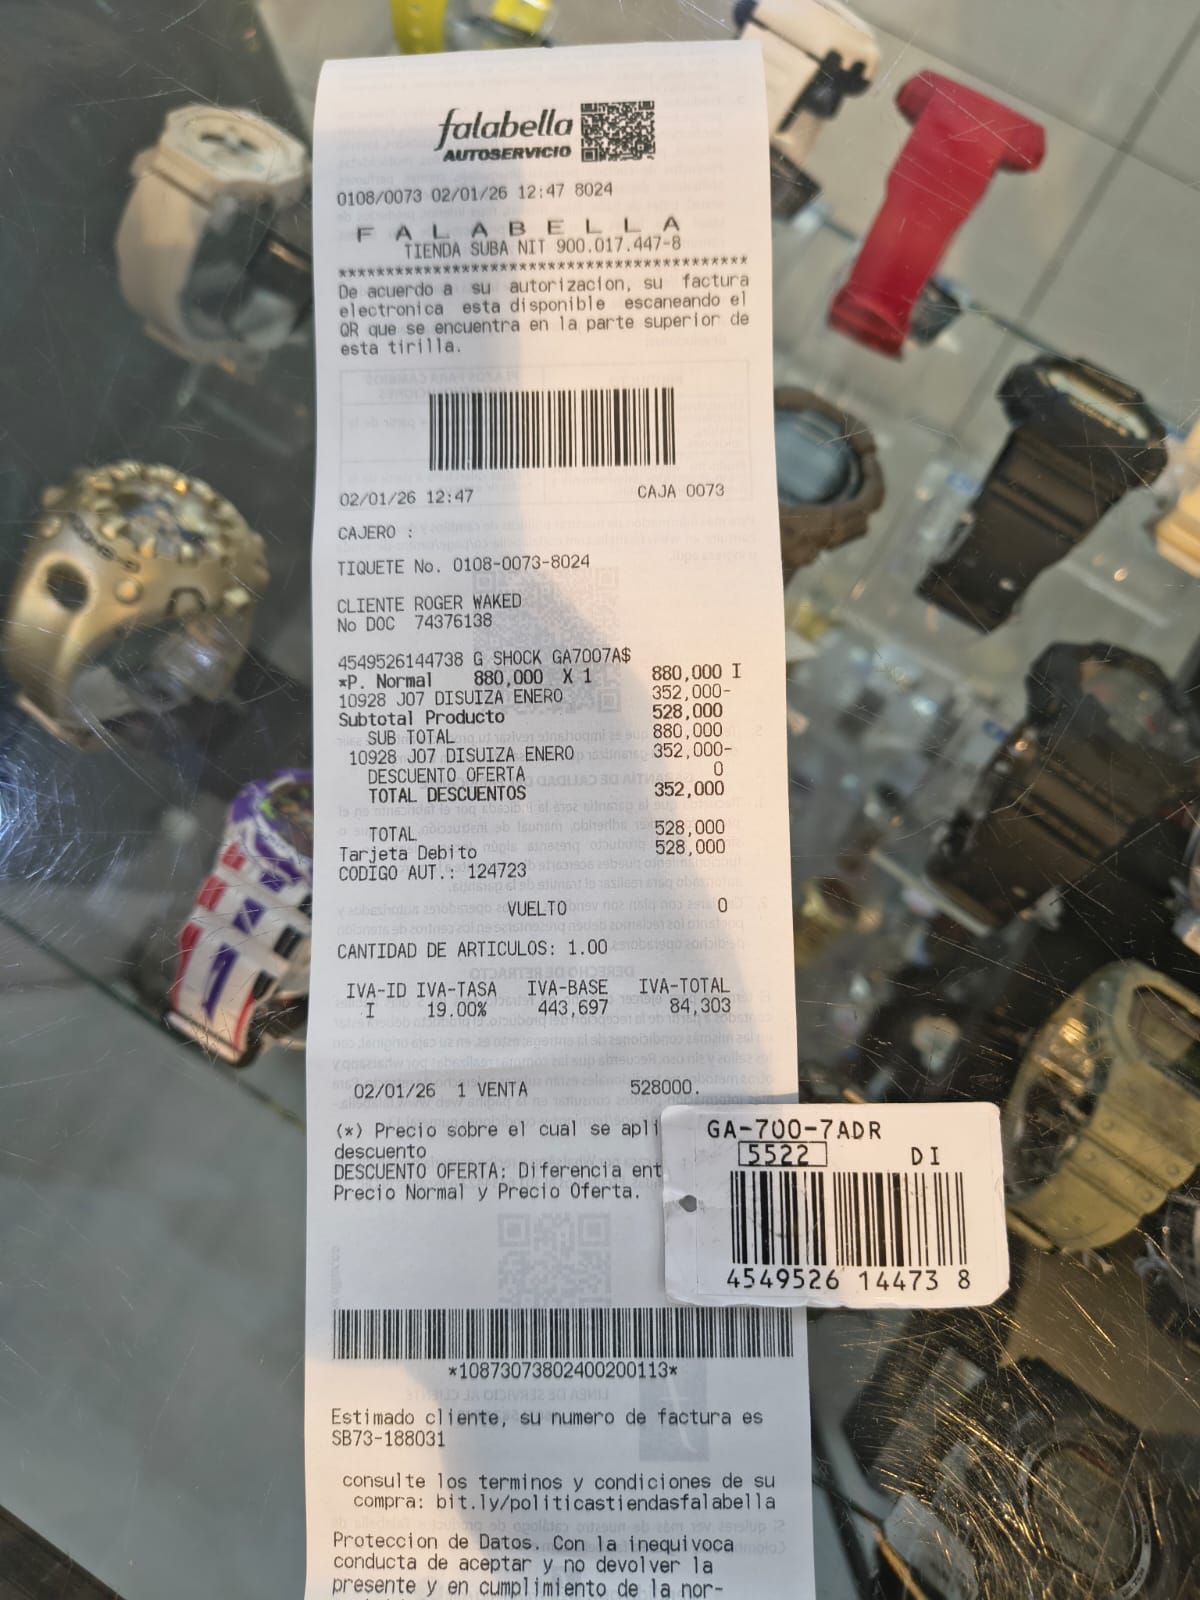 falabella
AUTOSERVICIO
0108/0073 02/01/26 12:47 8024
F A L A B E L L A
TIENDA SUBA NIT 900.017.447-8
******************************************
De acuerdo a su autorizacion, su factura
electronica esta disponible escaneando el
QR que se encuentra en la parte superior de
esta tirilla.
02/01/26 12:47 CAJA 0073
CAJERO :
TIQUETE No. 0108-0073-8024
CLIENTE ROGER WAKED
No DOC 74376138
4549526144738 G SHOCK GA7007A$
*P. Normal 880,000 X 1 880,000 I
10928 J07 DISUIZA ENERO 352,000-
Subtotal Producto 528,000
SUB TOTAL 880,000
10928 J07 DISUIZA ENERO 352,000-
DESCUENTO OFERTA 0
TOTAL DESCUENTOS 352,000
TOTAL 528,000
Tarjeta Debito 528,000
CODIGO AUT.: 124723
VUELTO 0
CANTIDAD DE ARTICULOS: 1.00
IVA-ID IVA-TASA IVA-BASE IVA-TOTAL
I 19.00% 443,697 84,303
02/01/26 1 VENTA 528000.
(*) Precio sobre el cual se apli
descuento
DESCUENTO OFERTA: Diferencia ent
Precio Normal y Precio Oferta.
GA-700-7ADR
5522 DI
4549526 14473 8
*10873073802400200113*
Estimado cliente, su numero de factura es
SB73-188031
consulte los terminos y condiciones de su
compra: bit.ly/politicastiendasfalabella
Proteccion de Datos. Con la inequivoca
conducta de aceptar y no devolver la
presente y en cumplimiento de la nor-